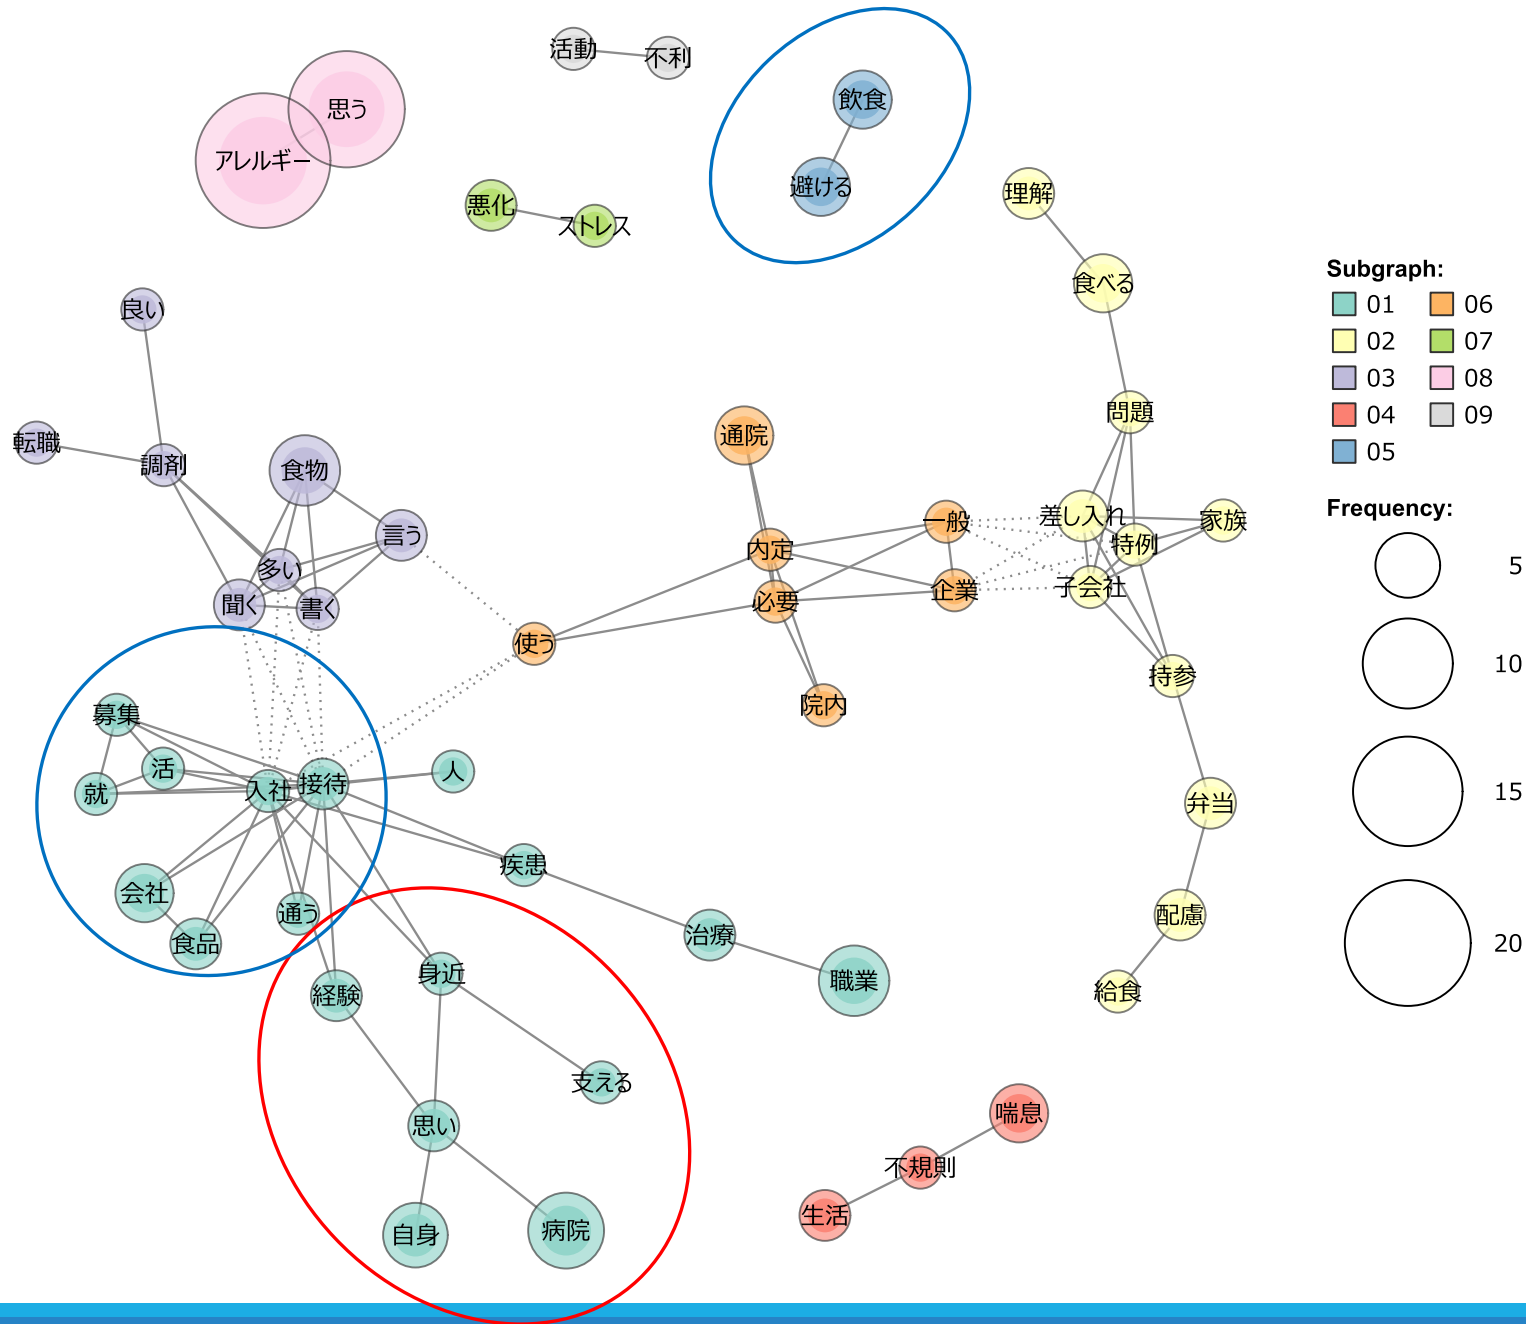 活動
不利
思う
アレルギー
飲食
避ける
悪化
ストレス
理解
食べる
良い
転職
調剤
食物
言う
多い
聞く
書く
通院
内定
必要
使う
院内
一般
企業
問題
差し入れ
特例
家族
子会社
持参
弁当
配慮
給食
募集
活
就
入社
接待
人
会社
食品
通う
疾患
治療
職業
経験
身近
支える
思い
自身
病院
喘息
不規則
生活
Subgraph:
01 06
02 07
03 08
04 09
05
Frequency:
5
10
15
20